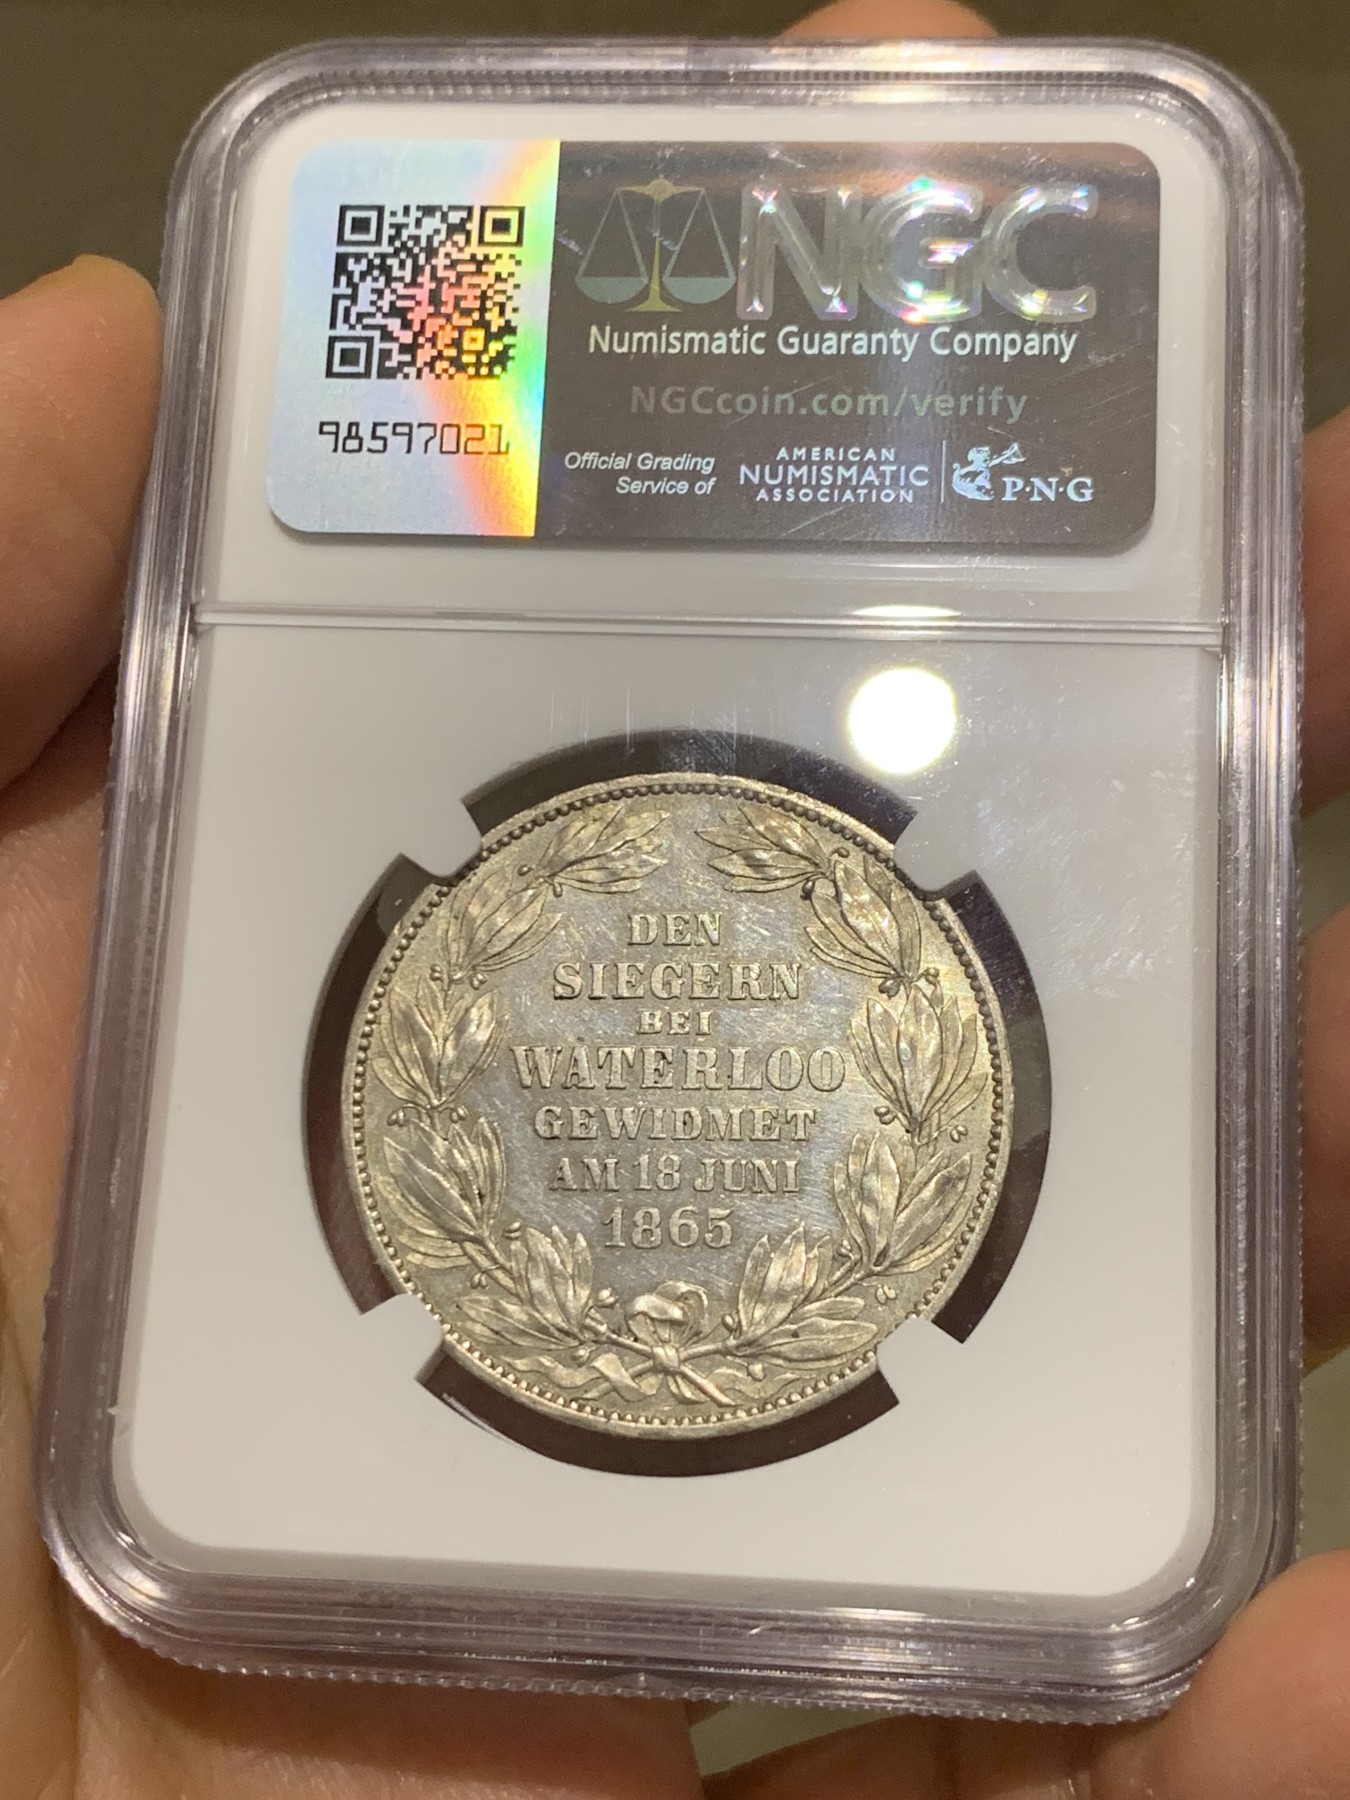 NGC
Numismatic Guaranty Company
NGCcoin.com/verify
98597021
Official Grading
Service of
AMERICAN
NUMISMATIC
ASSOCIATION
P·N·G
DEN
SIEGERN
BEI
WATERLOO
GEWIDMET
AM 18 JUNI
1865